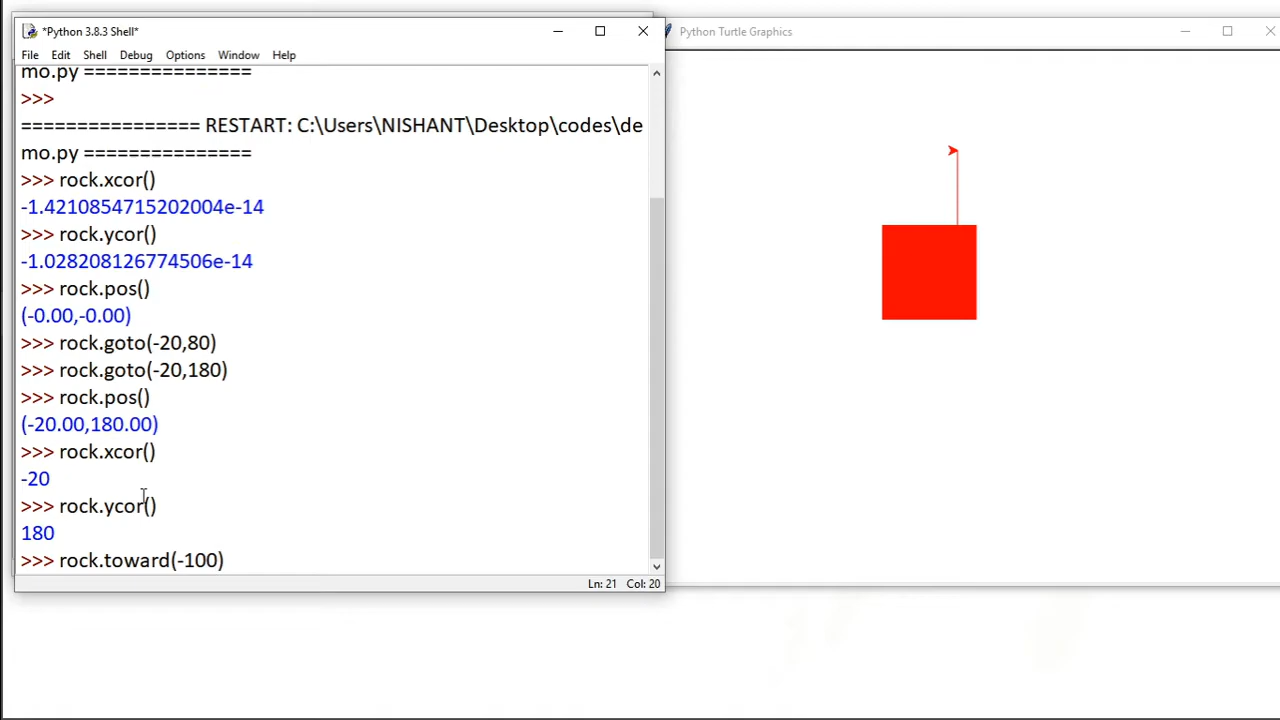 *Python 3.8.3 Shell*
File Edit Shell Debug Options Window Help
mo.py ===============
>>>
================ RESTART: C:\Users\NISHANT\Desktop\codes\de
mo.py ===============
>>> rock.xcor()
-1.4210854715202004e-14
>>> rock.ycor()
-1.028208126774506e-14
>>> rock.pos()
(-0.00,-0.00)
>>> rock.goto(-20,80)
>>> rock.goto(-20,180)
>>> rock.pos()
(-20.00,180.00)
>>> rock.xcor()
-20
>>> rock.ycor()
180
>>> rock.toward(-100)
Ln: 21 Col: 20
Python Turtle Graphics